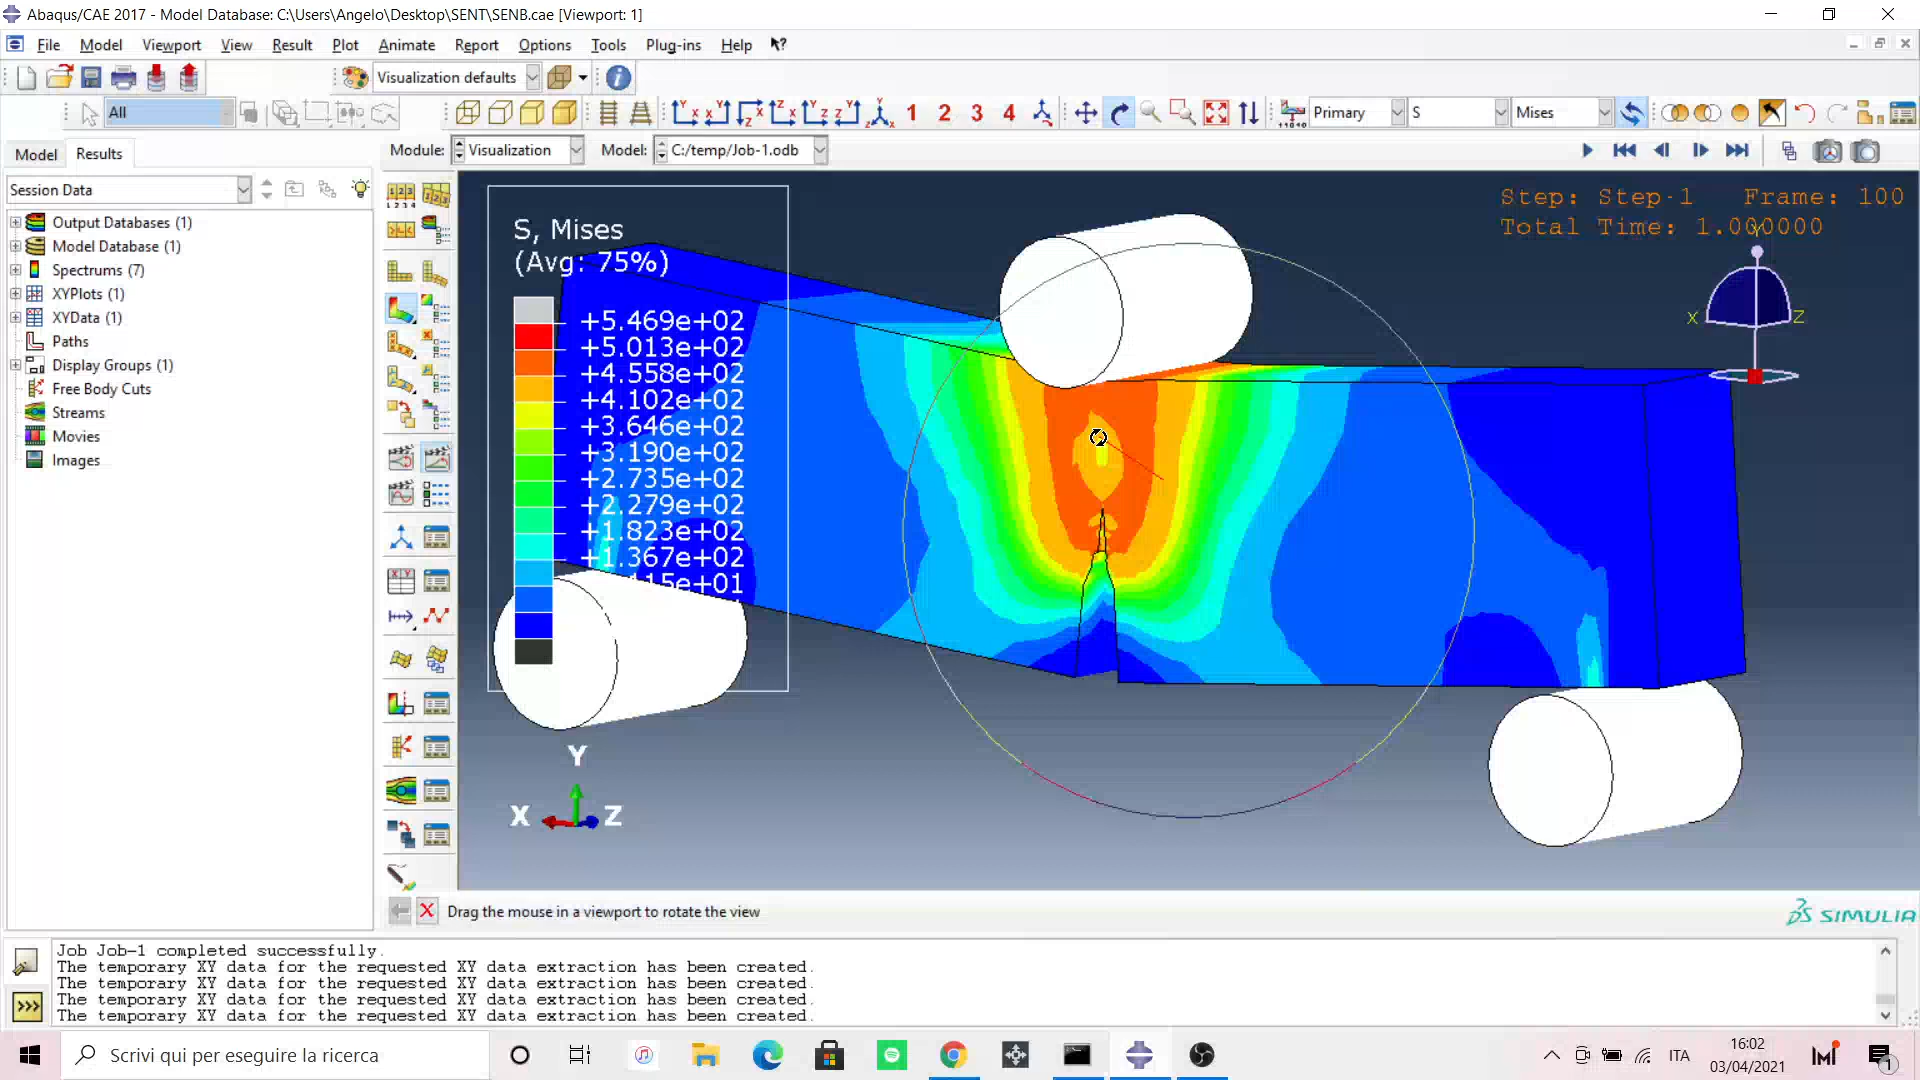 Abaqus/CAE 2017 - Model Database: C:\Users\Angelo\Desktop\SENT\SENB.cae [Viewport: 1]
File Model Viewport View Result Plot Animate Report Options Tools Plug-ins Help
Visualization defaults
All
1 2 3 4
Primary S Mises
Model Results
Module: Visualization Model: C:/temp/Job-1.odb
Session Data
Output Databases (1)
Model Database (1)
Spectrums (7)
XYPlots (1)
XYData (1)
Paths
Display Groups (1)
Free Body Cuts
Streams
Movies
Images
Step: Step-1 Frame: 100
Total Time: 1.000000
S, Mises
(Avg: 75%)
+5.469e+02
+5.013e+02
+4.558e+02
+4.102e+02
+3.646e+02
+3.190e+02
+2.735e+02
+2.279e+02
+1.823e+02
+1.367e+02
15e+01
Y
X Z
Y
X Z
Drag the mouse in a viewport to rotate the view
SIMULIA
Job Job-1 completed successfully.
The temporary XY data for the requested XY data extraction has been created.
The temporary XY data for the requested XY data extraction has been created.
The temporary XY data for the requested XY data extraction has been created.
The temporary XY data for the requested XY data extraction has been created.
Scrivi qui per eseguire la ricerca
ITA
16:02
03/04/2021
1